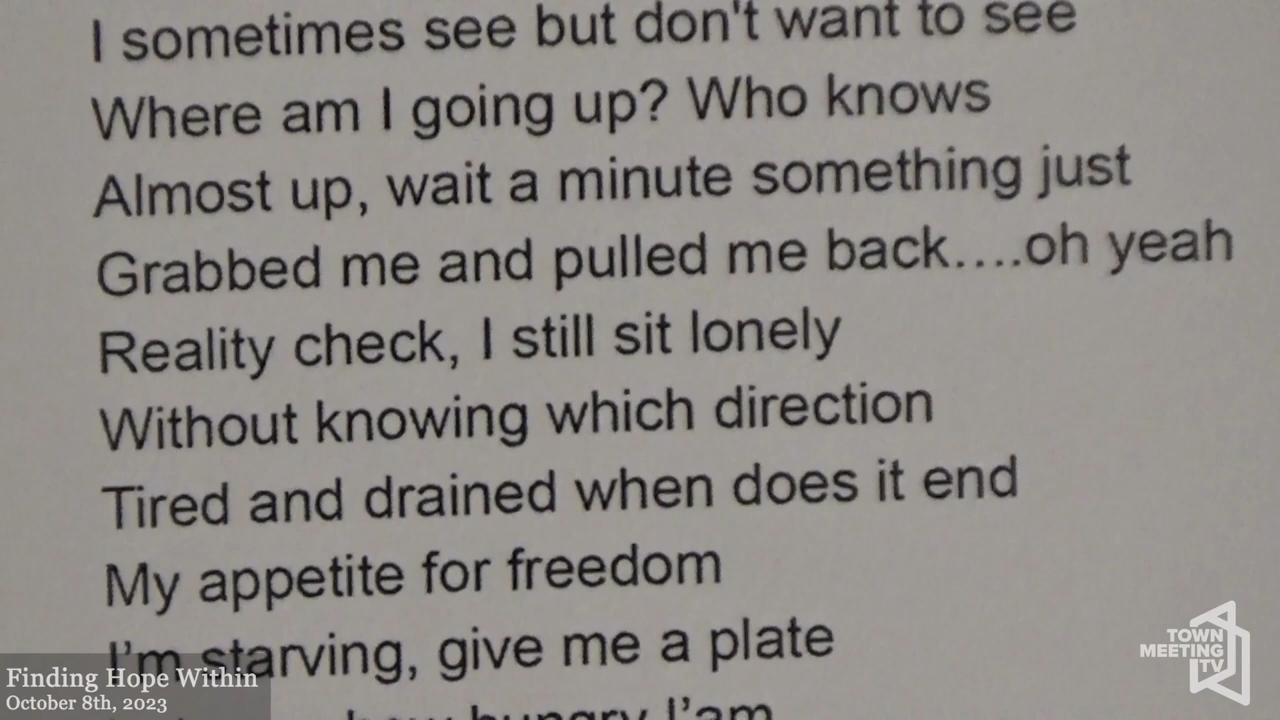 I sometimes see but don't want to see
Where am I going up? Who knows
Almost up, wait a minute something just
Grabbed me and pulled me back....oh yeah
Reality check, I still sit lonely
Without knowing which direction
Tired and drained when does it end
My appetite for freedom
I'm starving, give me a plate
how hungry I'am
Finding Hope Within
October 8th, 2023
TOWN
MEETING
TV